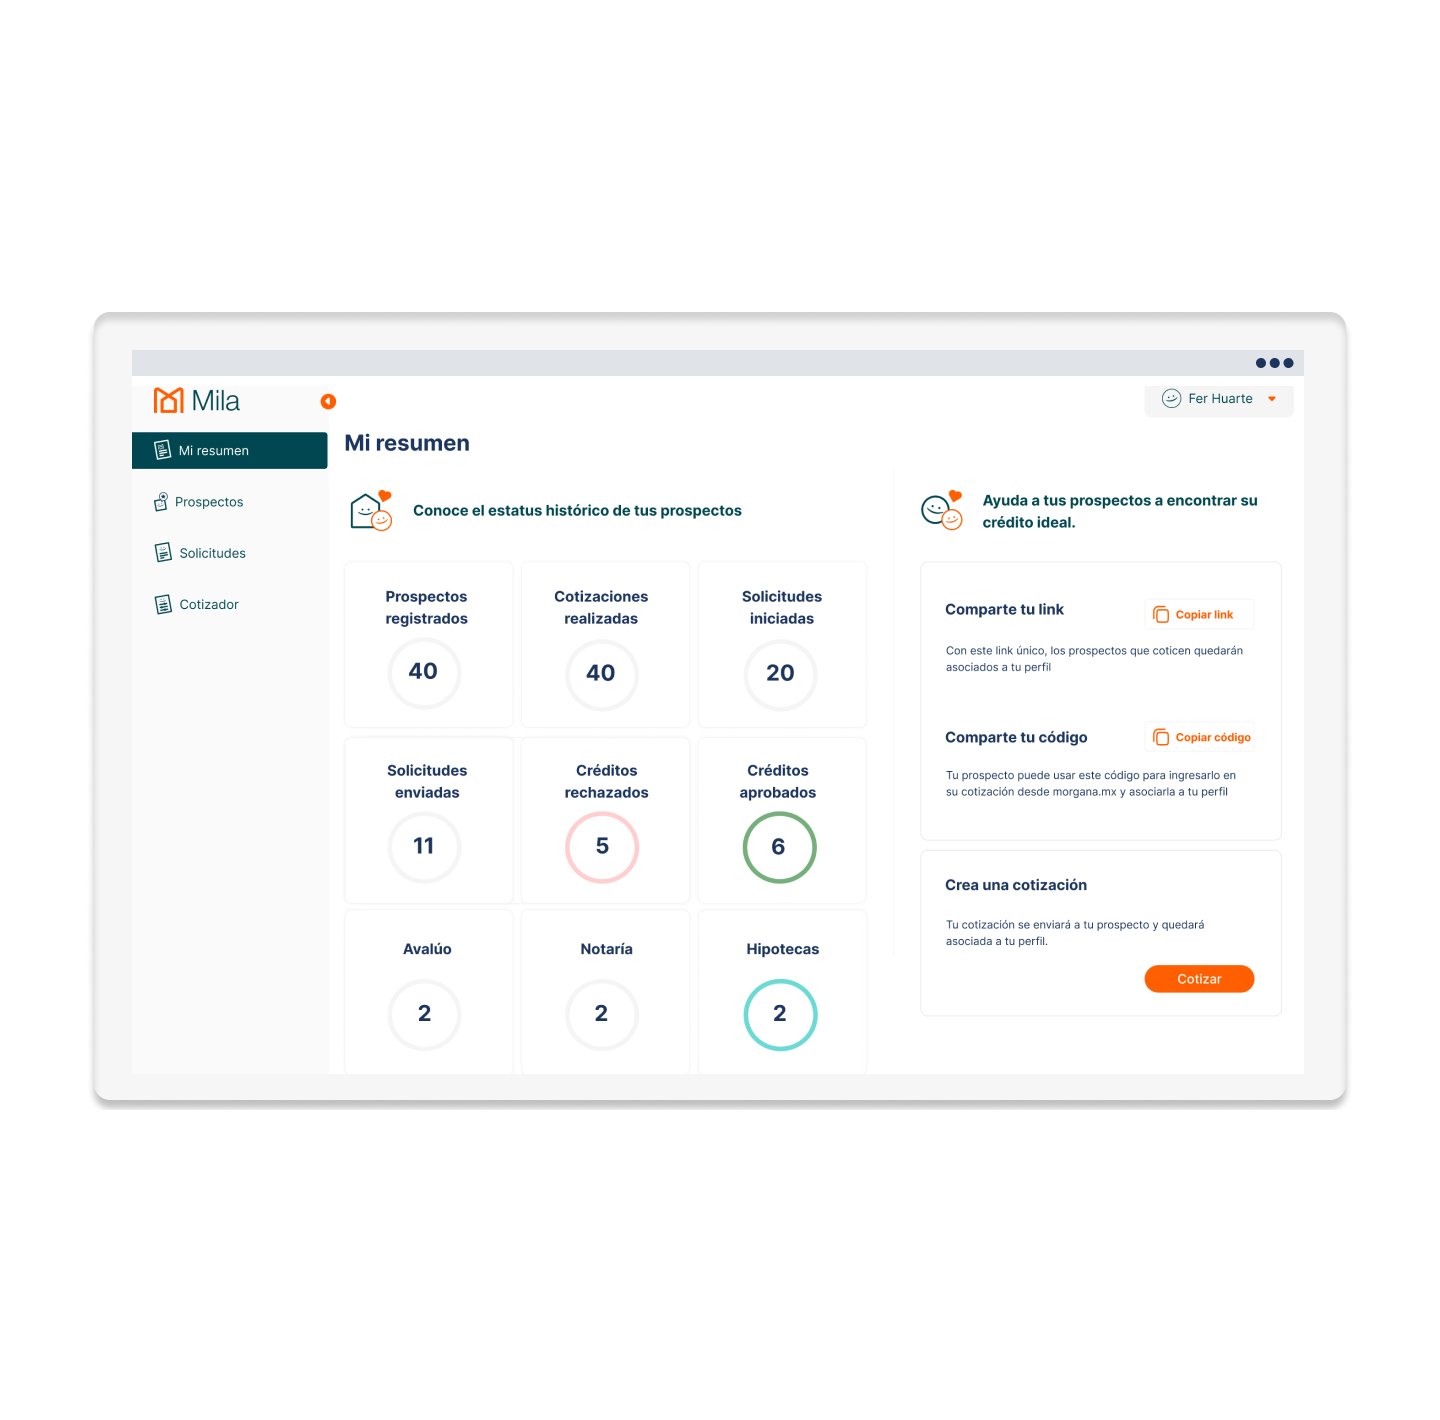 Mila
Fer Huarte
Mi resumen
Prospectos
Solicitudes
Cotizador
Mi resumen
Conoce el estatus histórico de tus prospectos
Prospectos
registrados
40
Cotizaciones
realizadas
40
Solicitudes
iniciadas
20
Solicitudes
enviadas
11
Créditos
rechazados
5
Créditos
aprobados
6
Avalúo
2
Notaría
2
Hipotecas
2
Ayuda a tus prospectos a encontrar su
crédito ideal.
Comparte tu link
Copiar link
Con este link único, los prospectos que coticen quedarán
asociados a tu perfil
Comparte tu código
Copiar código
Tu prospecto puede usar este código para ingresarlo en
su cotización desde morgana.mx y asociarla a tu perfil
Crea una cotización
Tu cotización se enviará a tu prospecto y quedará
asociada a tu perfil.
Cotizar